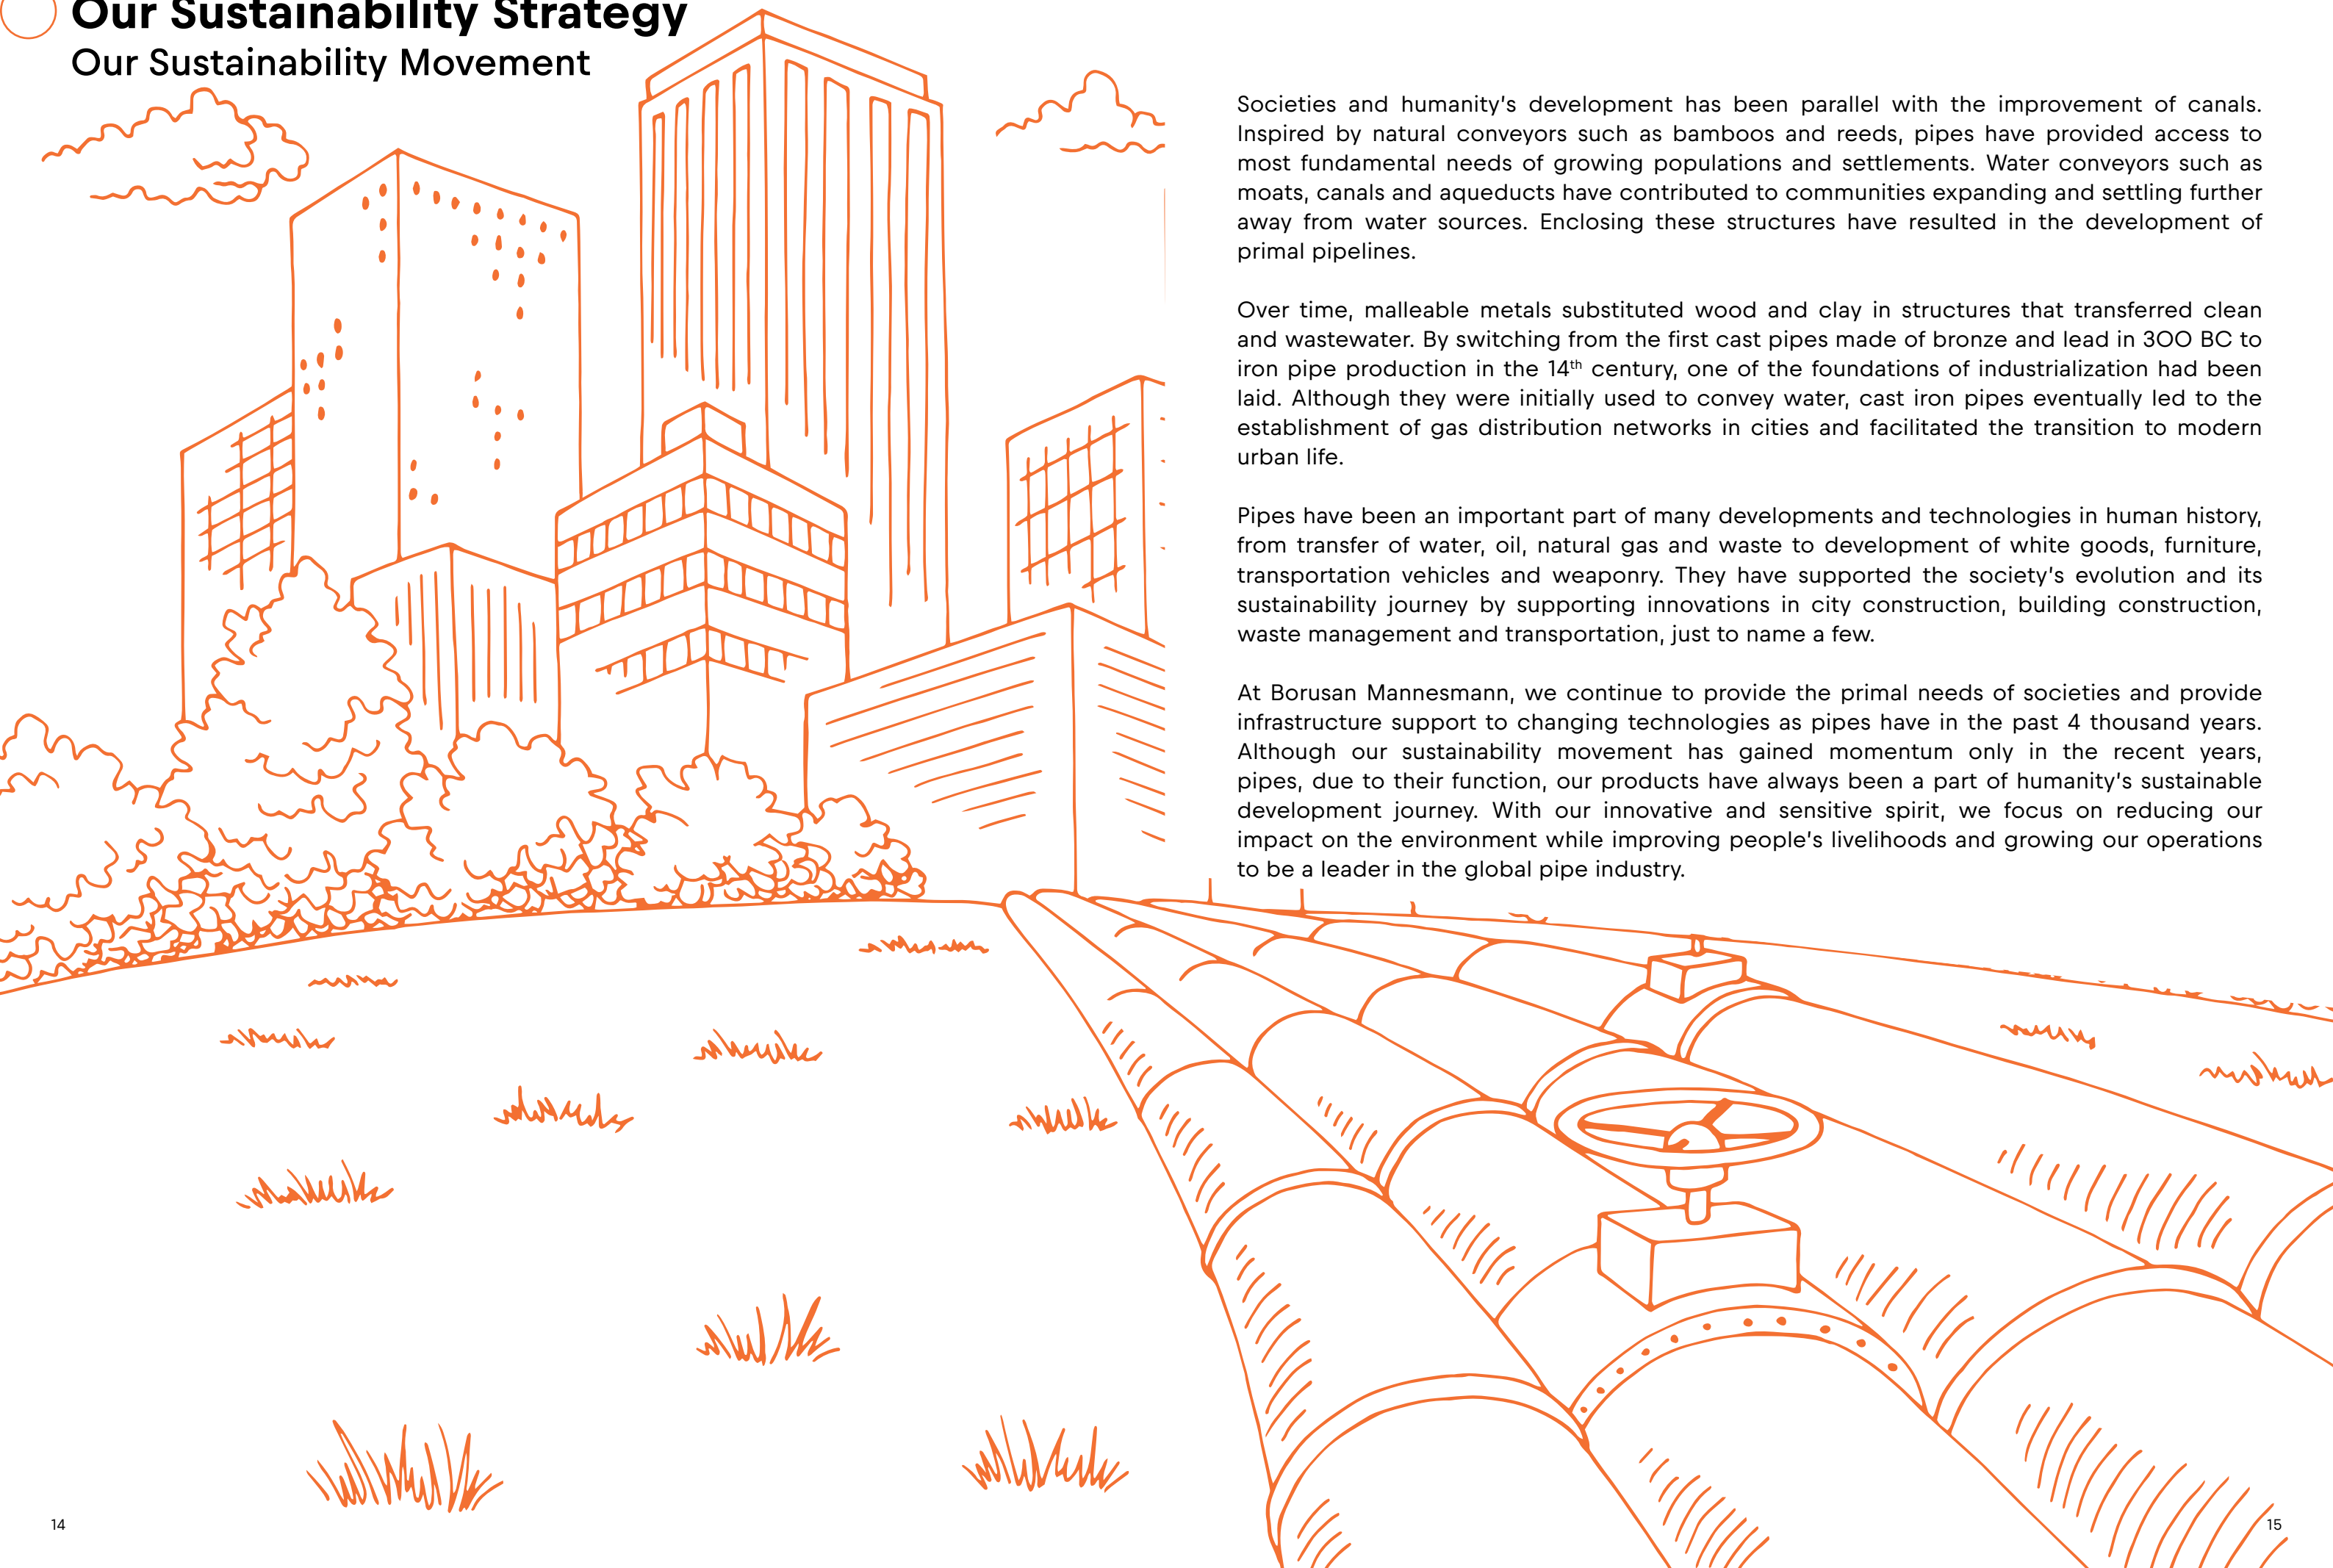 Our Sustainability Strategy
Our Sustainability Movement
Societies and humanity's development has been parallel with the improvement of canals.
Inspired by natural conveyors such as bamboos and reeds, pipes have provided access to
most fundamental needs of growing populations and settlements. Water conveyors such as
moats, canals and aqueducts have contributed to communities expanding and settling further
away from water sources. Enclosing these structures have resulted in the development of
primal pipelines.
Over time, malleable metals substituted wood and clay in structures that transferred clean
and wastewater. By switching from the first cast pipes made of bronze and lead in 300 BC to
iron pipe production in the 14th century, one of the foundations of industrialization had been
laid. Although they were initially used to convey water, cast iron pipes eventually led to the
establishment of gas distribution networks in cities and facilitated the transition to modern
urban life.
Pipes have been an important part of many developments and technologies in human history,
from transfer of water, oil, natural gas and waste to development of white goods, furniture,
transportation vehicles and weaponry. They have supported the society's evolution and its
sustainability journey by supporting innovations in city construction, building construction,
waste management and transportation, just to name a few.
At Borusan Mannesmann, we continue to provide the primal needs of societies and provide
infrastructure support to changing technologies as pipes have in the past 4 thousand years.
Although our sustainability movement has gained momentum only in the recent years,
pipes, due to their function, our products have always been a part of humanity's sustainable
development journey. With our innovative and sensitive spirit, we focus on reducing our
impact on the environment while improving people's livelihoods and growing our operations
to be a leader in the global pipe industry.
14
15